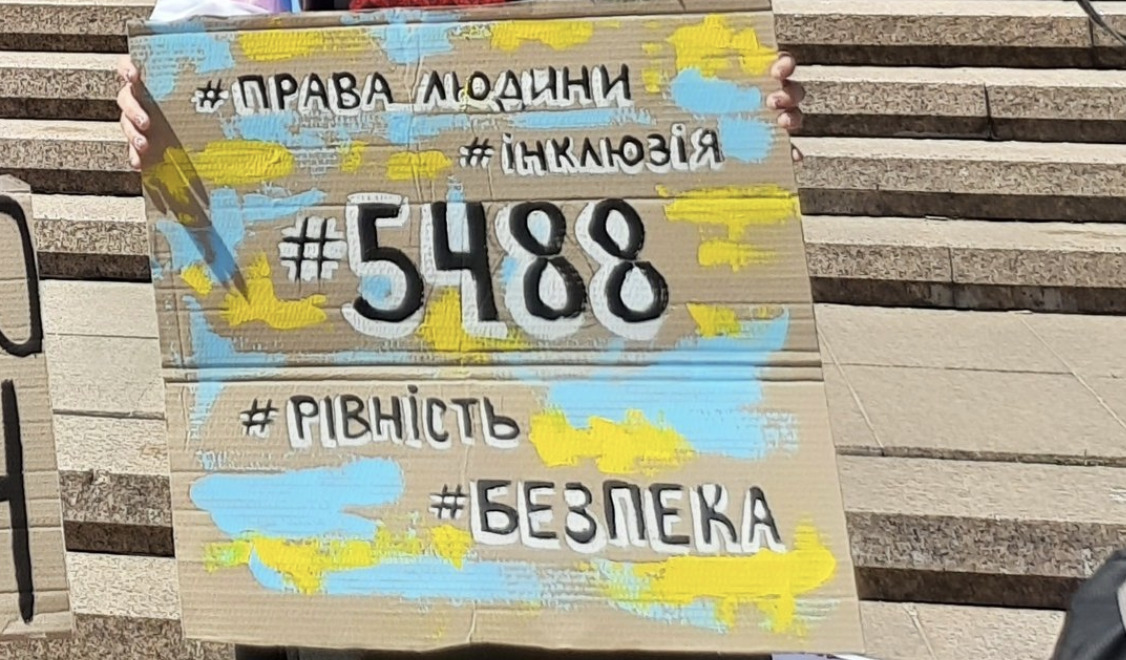 #ПРАВА ЛЮДИНИ
#ІНКЛЮЗІЯ
#5488
#РІВНІСТЬ
#БЕЗПЕКА